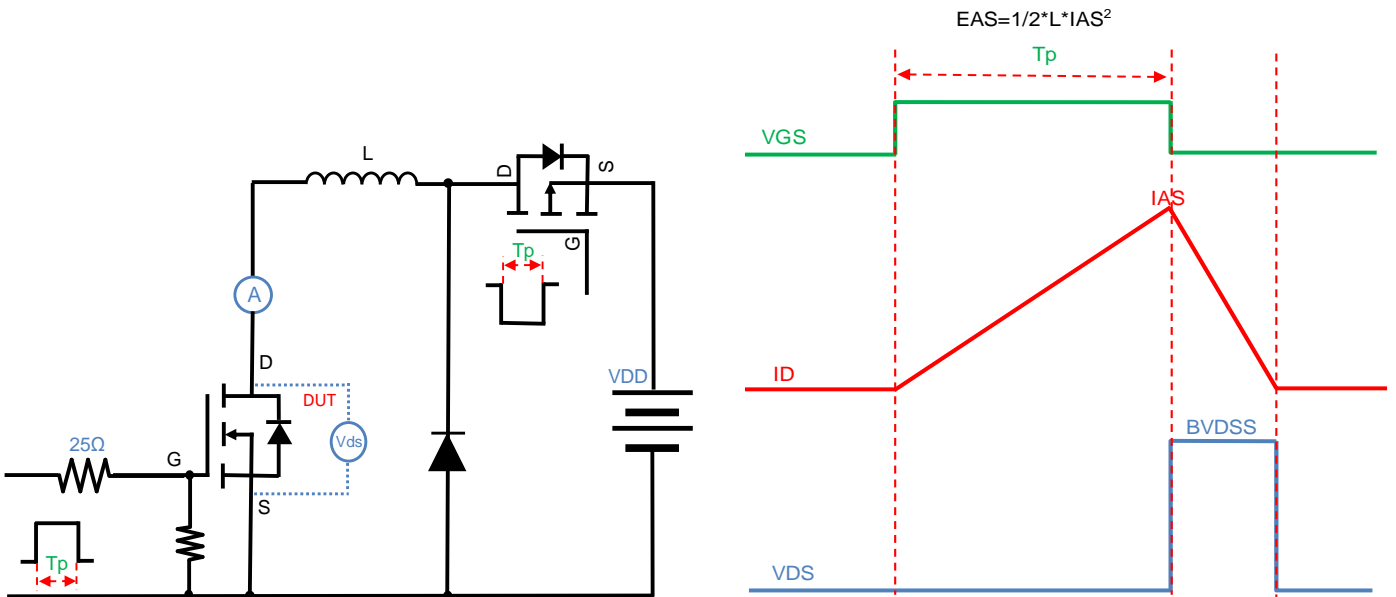 L
D
S
G
Tp
A
D
DUT
Vds
VDD
25Ω
G
S
Tp
EAS=1/2*L*IAS²
Tp
VGS
IAS
ID
BVDSS
VDS